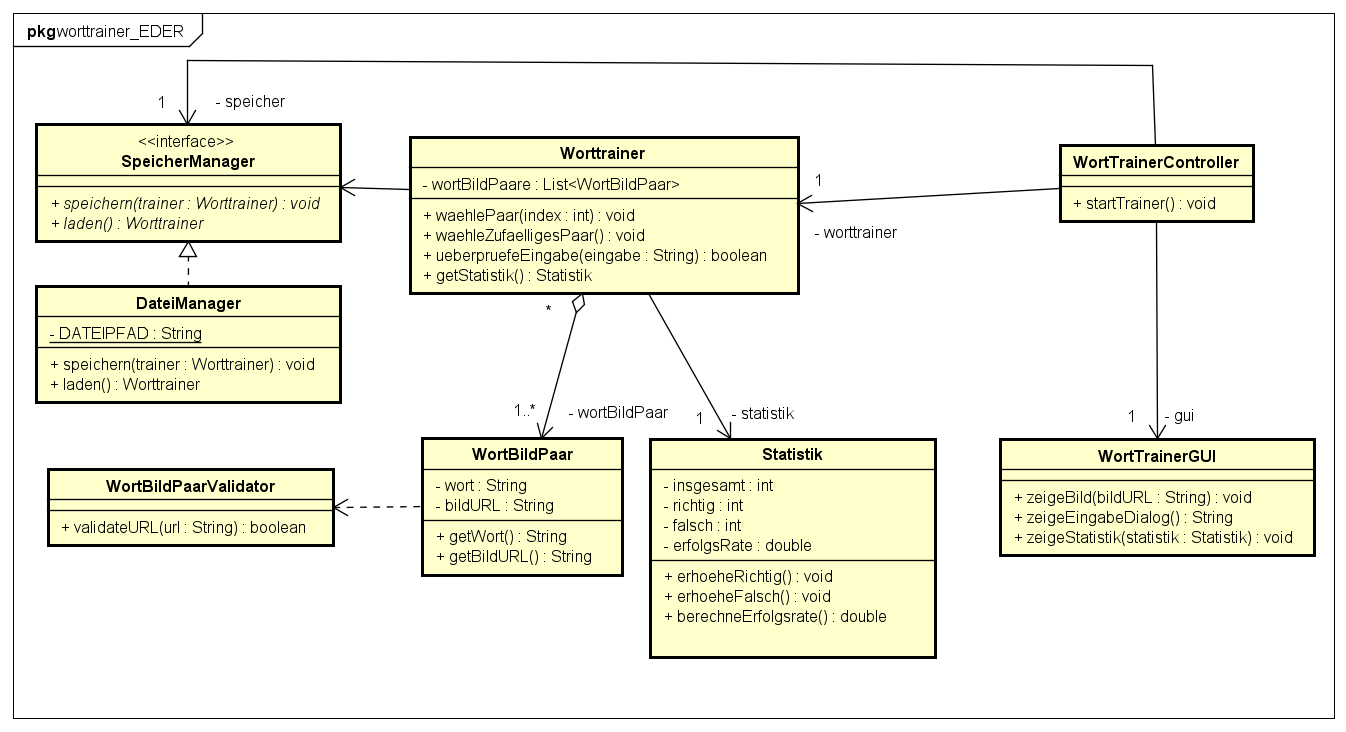 pkg worttrainer_EDER
1
- speicher
<<interface>>
SpeicherManager
+ speichern(trainer : Worttrainer) : void
+ laden() : Worttrainer
Worttrainer
- wortBildPaare : List<WortBildPaar>
+ waehlePaar(index : int) : void
+ waehleZufaelligesPaar() : void
+ ueberpruefeEingabe(eingabe : String) : boolean
+ getStatistik() : Statistik
1
- worttrainer
WortTrainerController
+ startTrainer() : void
DateiManager
- DATEIPFAD : String
+ speichern(trainer : Worttrainer) : void
+ laden() : Worttrainer
*
1..*
- wortBildPaar
1
- statistik
1
- gui
WortBildPaarValidator
+ validateURL(url : String) : boolean
WortBildPaar
- wort : String
- bildURL : String
+ getWort() : String
+ getBildURL() : String
Statistik
- insgesamt : int
- richtig : int
- falsch : int
- erfolgsRate : double
+ erhoeheRichtig() : void
+ erhoeheFalsch() : void
+ berechneErfolgsrate() : double
WortTrainerGUI
+ zeigeBild(bildURL : String) : void
+ zeigeEingabeDialog() : String
+ zeigeStatistik(statistik : Statistik) : void